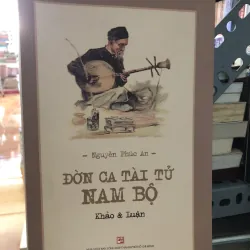 - Nguyễn Phúc An -
ĐỜN CA TÀI TỬ
NAM BỘ
Khảo & Luận